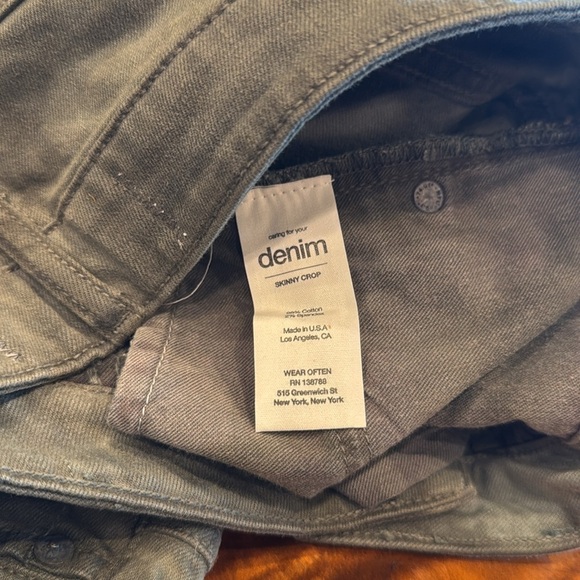 caring for your
denim
SKINNY CROP
Cotton
Made in U.S.A
Los Angeles, CA
WEAR OFTEN
RN 138788
515 Greenwich St
New York, New York